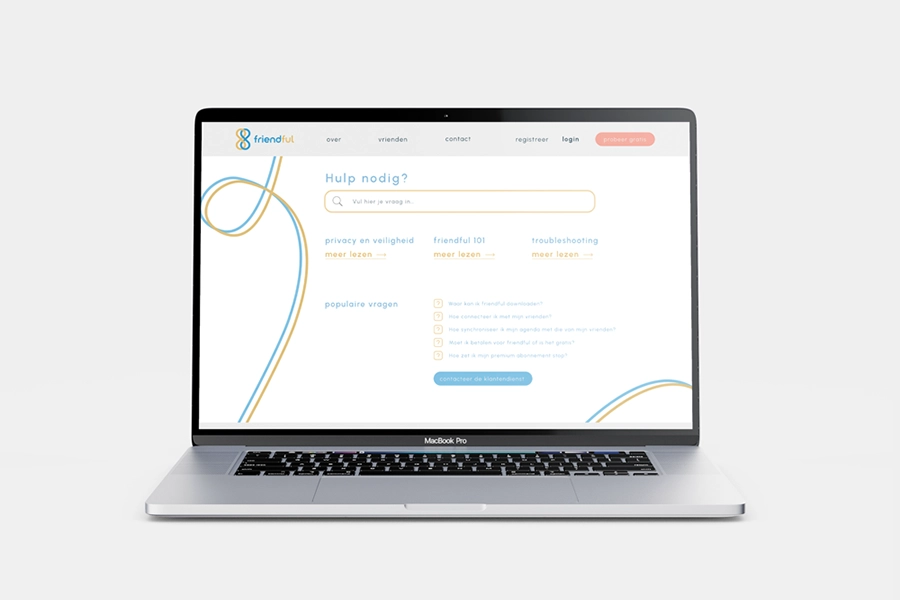 friendful
over
vrienden
contact
registreer
login
probeer gratis
Hulp nodig?
Vul hier je vraag in.
privacy en veiligheid
meer lezen →
friendful 101
meer lezen →
troubleshooting
meer lezen →
populaire vragen
? Waar kan ik friendful downloaden?
? Hoe connecteer ik met mijn vrienden?
? Hoe synchroniseer ik mijn agenda met die van mijn vrienden?
? Moet ik betalen voor friendful of is het gratis?
? Hoe zet ik mijn premium abonnement stop?
contacteer de klantendienst
MacBook Pro